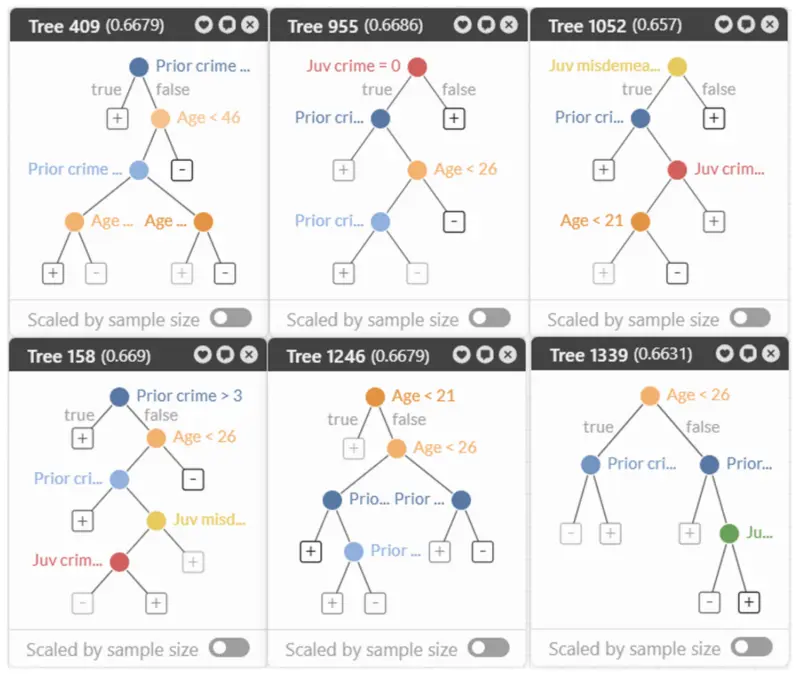 Tree 409 (0.6679)
Prior crime ...
true false
+
Age < 46
Prior crime ...
-
Age ... Age ...
+ - + -
Scaled by sample size
Tree 955 (0.6686)
Juv crime = 0
true false
Prior cri...
+
+
Age < 26
Prior cri...
-
+ -
Scaled by sample size
Tree 1052 (0.657)
Juv misdemea...
true false
Prior cri...
+
+
Juv crim...
Age < 21
+
+ -
Scaled by sample size
Tree 158 (0.669)
Prior crime > 3
true false
+
Age < 26
Prior cri...
-
+
Juv misd...
Juv crim...
+
- +
Scaled by sample size
Tree 1246 (0.6679)
Age < 21
true false
+
Age < 26
Prio... Prior ...
+
Prior ...
+ -
+ -
Scaled by sample size
Tree 1339 (0.6631)
Age < 26
true false
Prior cri... Prior...
- + +
Ju...
- +
Scaled by sample size